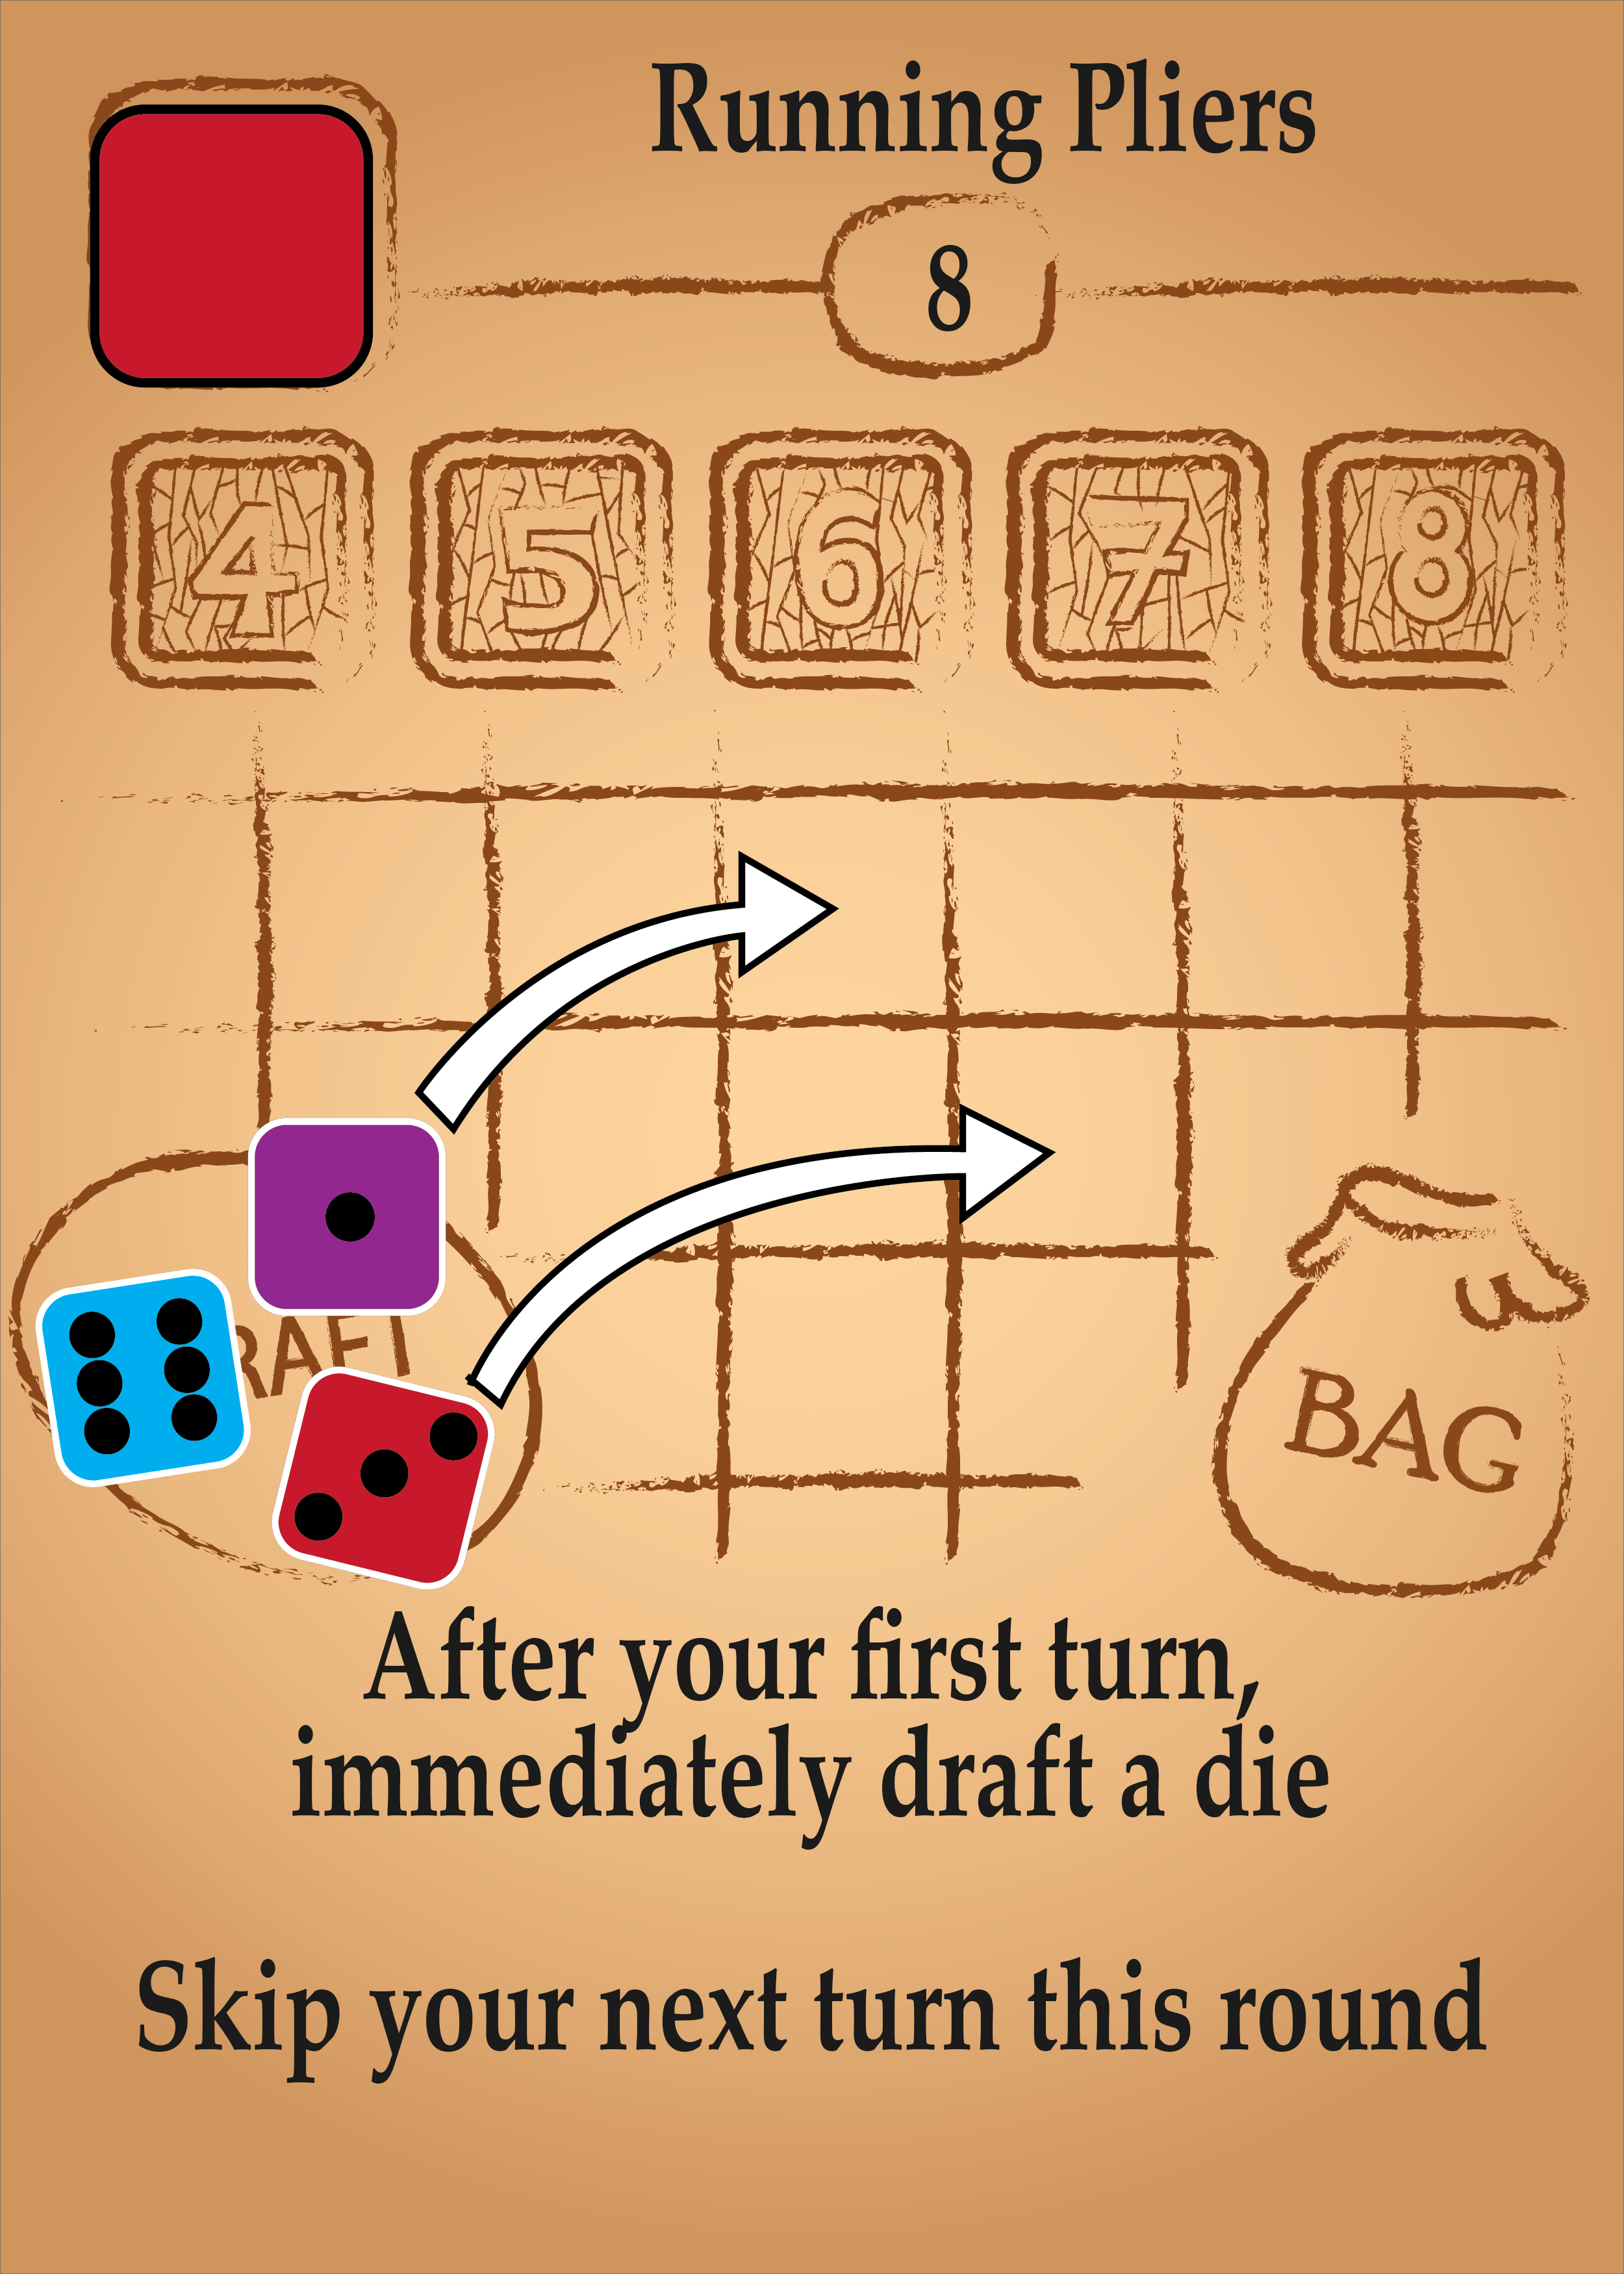 Running Pliers
8
4 5 6 7 8
RAFT
BAG
After your first turn,
immediately draft a die
Skip your next turn this round